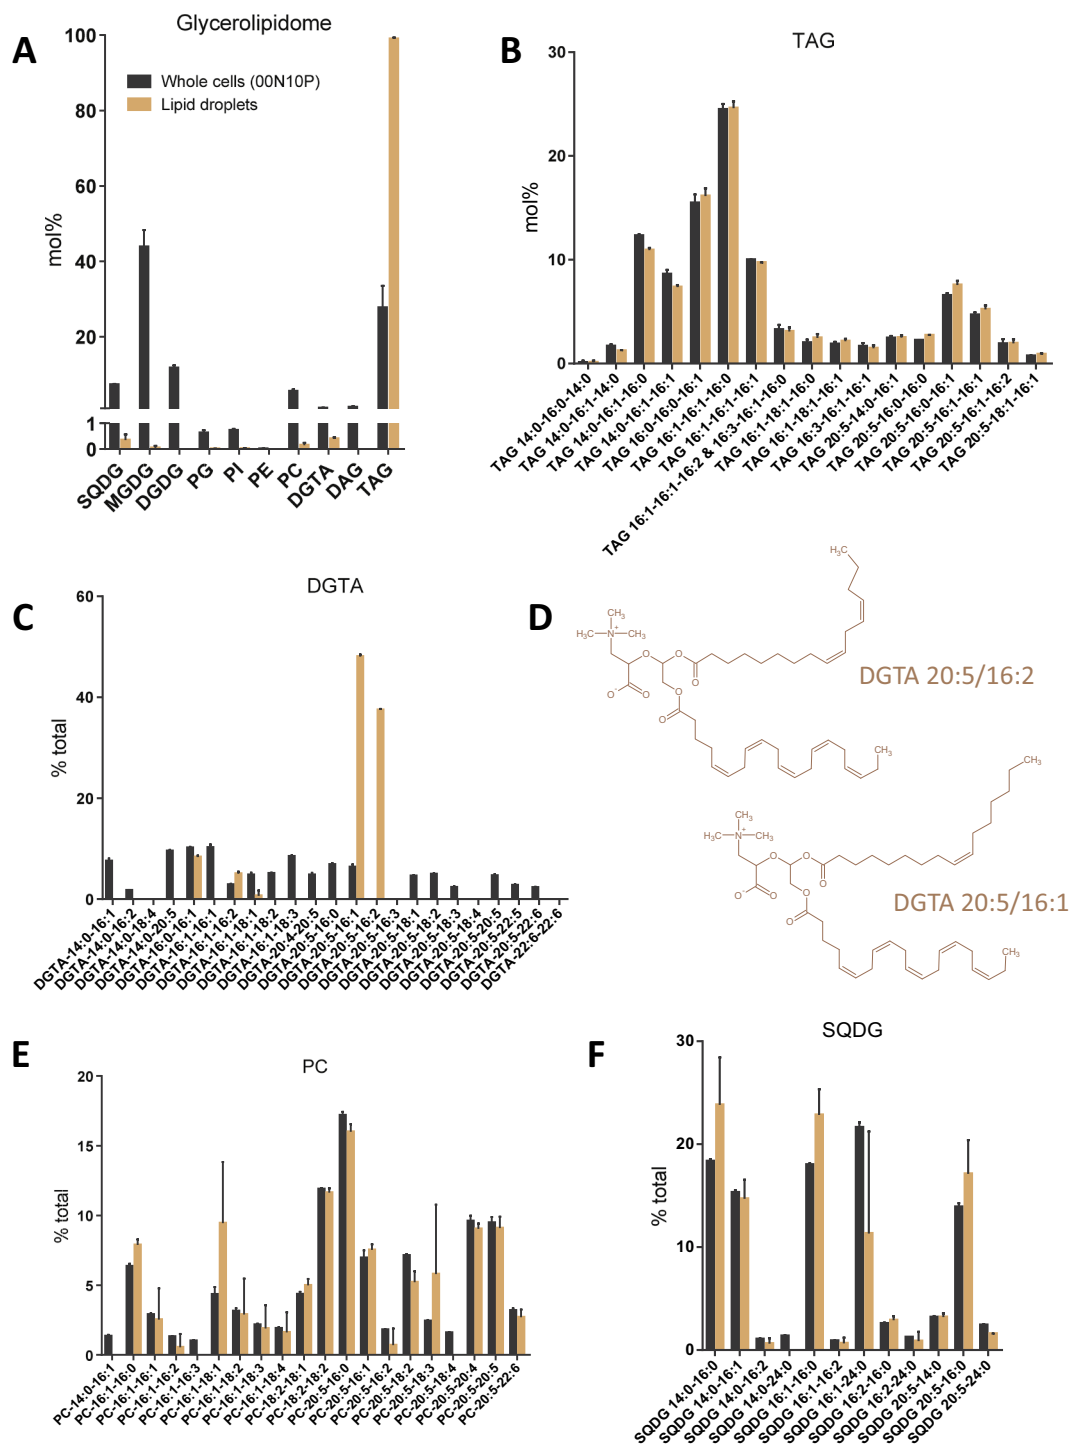 A
Glycerolipidome
100
80
60
40
20
1
0
mol%
Whole cells (00N10P)
Lipid droplets
SQDG
MGDG
DGDG
PG
PI
PE
PC
DGTA
DAG
TAG
B
TAG
30
20
10
0
mol%
TAG 14:0-16:0-14:0
TAG 14:0-16:1-14:0
TAG 14:0-16:1-16:0
TAG 14:0-16:1-16:1
TAG 16:0-16:0-16:1
TAG 16:1-16:1-16:0
TAG 16:1-16:1-16:1
TAG 16:1-16:1-16:2 & 16:3-16:1-16:0
TAG 16:1-18:1-16:0
TAG 16:1-18:1-16:1
TAG 16:3-16:1-16:1
TAG 20:5-14:0-16:1
TAG 20:5-16:0-16:0
TAG 20:5-16:0-16:1
TAG 20:5-16:1-16:1
TAG 20:5-16:1-16:2
TAG 20:5-18:1-16:1
C
DGTA
60
40
20
0
% total
DGTA-14:0-16:1
DGTA-14:0-16:2
DGTA-14:0-18:4
DGTA-14:0-20:5
DGTA-16:0-16:1
DGTA-16:1-16:1
DGTA-16:1-16:2
DGTA-16:1-18:1
DGTA-16:1-18:2
DGTA-16:1-18:3
DGTA-20:4-20:5
DGTA-20:5-16:0
DGTA-20:5-16:1
DGTA-20:5-16:2
DGTA-20:5-16:3
DGTA-20:5-18:1
DGTA-20:5-18:2
DGTA-20:5-18:3
DGTA-20:5-18:4
DGTA-20:5-20:5
DGTA-20:5-22:5
DGTA-20:5-22:6
DGTA-22:6-22:6
D
H₃C
CH₃
H₃C
N⁺
CH₃
O
O
O⁻
O
O
O
O
CH₃
DGTA 20:5/16:2
CH₃
CH₃
H₃C
N⁺
CH₃
O
O
O⁻
O
O
O
O
CH₃
DGTA 20:5/16:1
E
PC
20
15
10
5
0
% total
PC-14:0-16:1
PC-16:1-16:0
PC-16:1-16:1
PC-16:1-16:2
PC-16:1-16:3
PC-16:1-18:1
PC-16:1-18:2
PC-16:1-18:3
PC-16:1-18:4
PC-18:2-18:1
PC-18:2-18:2
PC-20:5-16:0
PC-20:5-16:1
PC-20:5-16:2
PC-20:5-18:2
PC-20:5-18:3
PC-20:5-18:4
PC-20:5-20:4
PC-20:5-20:5
PC-20:5-22:6
F
SQDG
30
20
10
0
% total
SQDG 14:0-16:0
SQDG 14:0-16:1
SQDG 14:0-16:2
SQDG 14:0-24:0
SQDG 16:1-16:0
SQDG 16:1-16:2
SQDG 16:1-24:0
SQDG 16:2-16:0
SQDG 16:2-24:0
SQDG 20:5-14:0
SQDG 20:5-16:0
SQDG 20:5-24:0